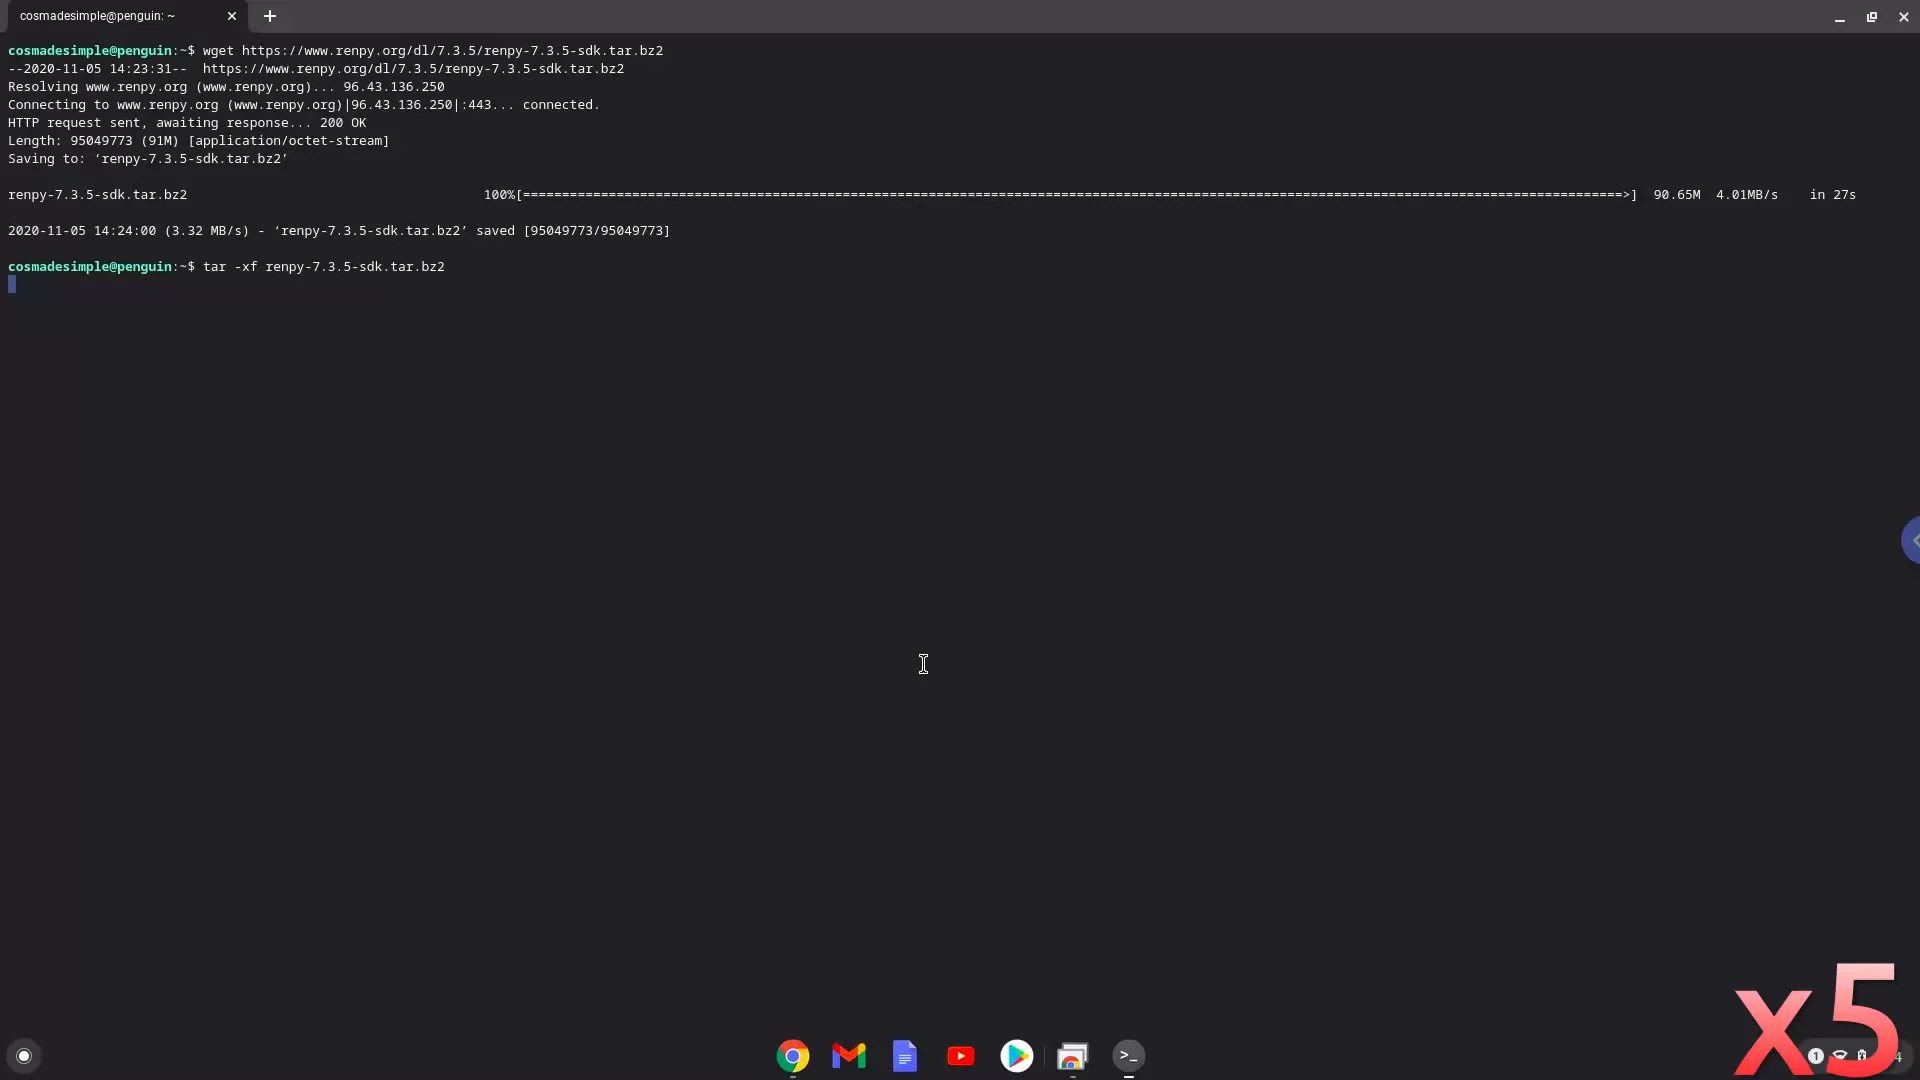 cosmadesimple@penguin: ~
cosmadesimple@penguin:~$ wget https://www.renpy.org/dl/7.3.5/renpy-7.3.5-sdk.tar.bz2
--2020-11-05 14:23:31--  https://www.renpy.org/dl/7.3.5/renpy-7.3.5-sdk.tar.bz2
Resolving www.renpy.org (www.renpy.org)... 96.43.136.250
Connecting to www.renpy.org (www.renpy.org)|96.43.136.250|:443... connected.
HTTP request sent, awaiting response... 200 OK
Length: 95049773 (91M) [application/octet-stream]
Saving to: ‘renpy-7.3.5-sdk.tar.bz2’
renpy-7.3.5-sdk.tar.bz2 100%[=============================================================================================================================================>] 90.65M 4.01MB/s in 27s
2020-11-05 14:24:00 (3.32 MB/s) - ‘renpy-7.3.5-sdk.tar.bz2’ saved [95049773/95049773]
cosmadesimple@penguin:~$ tar -xf renpy-7.3.5-sdk.tar.bz2
x5
>_
1